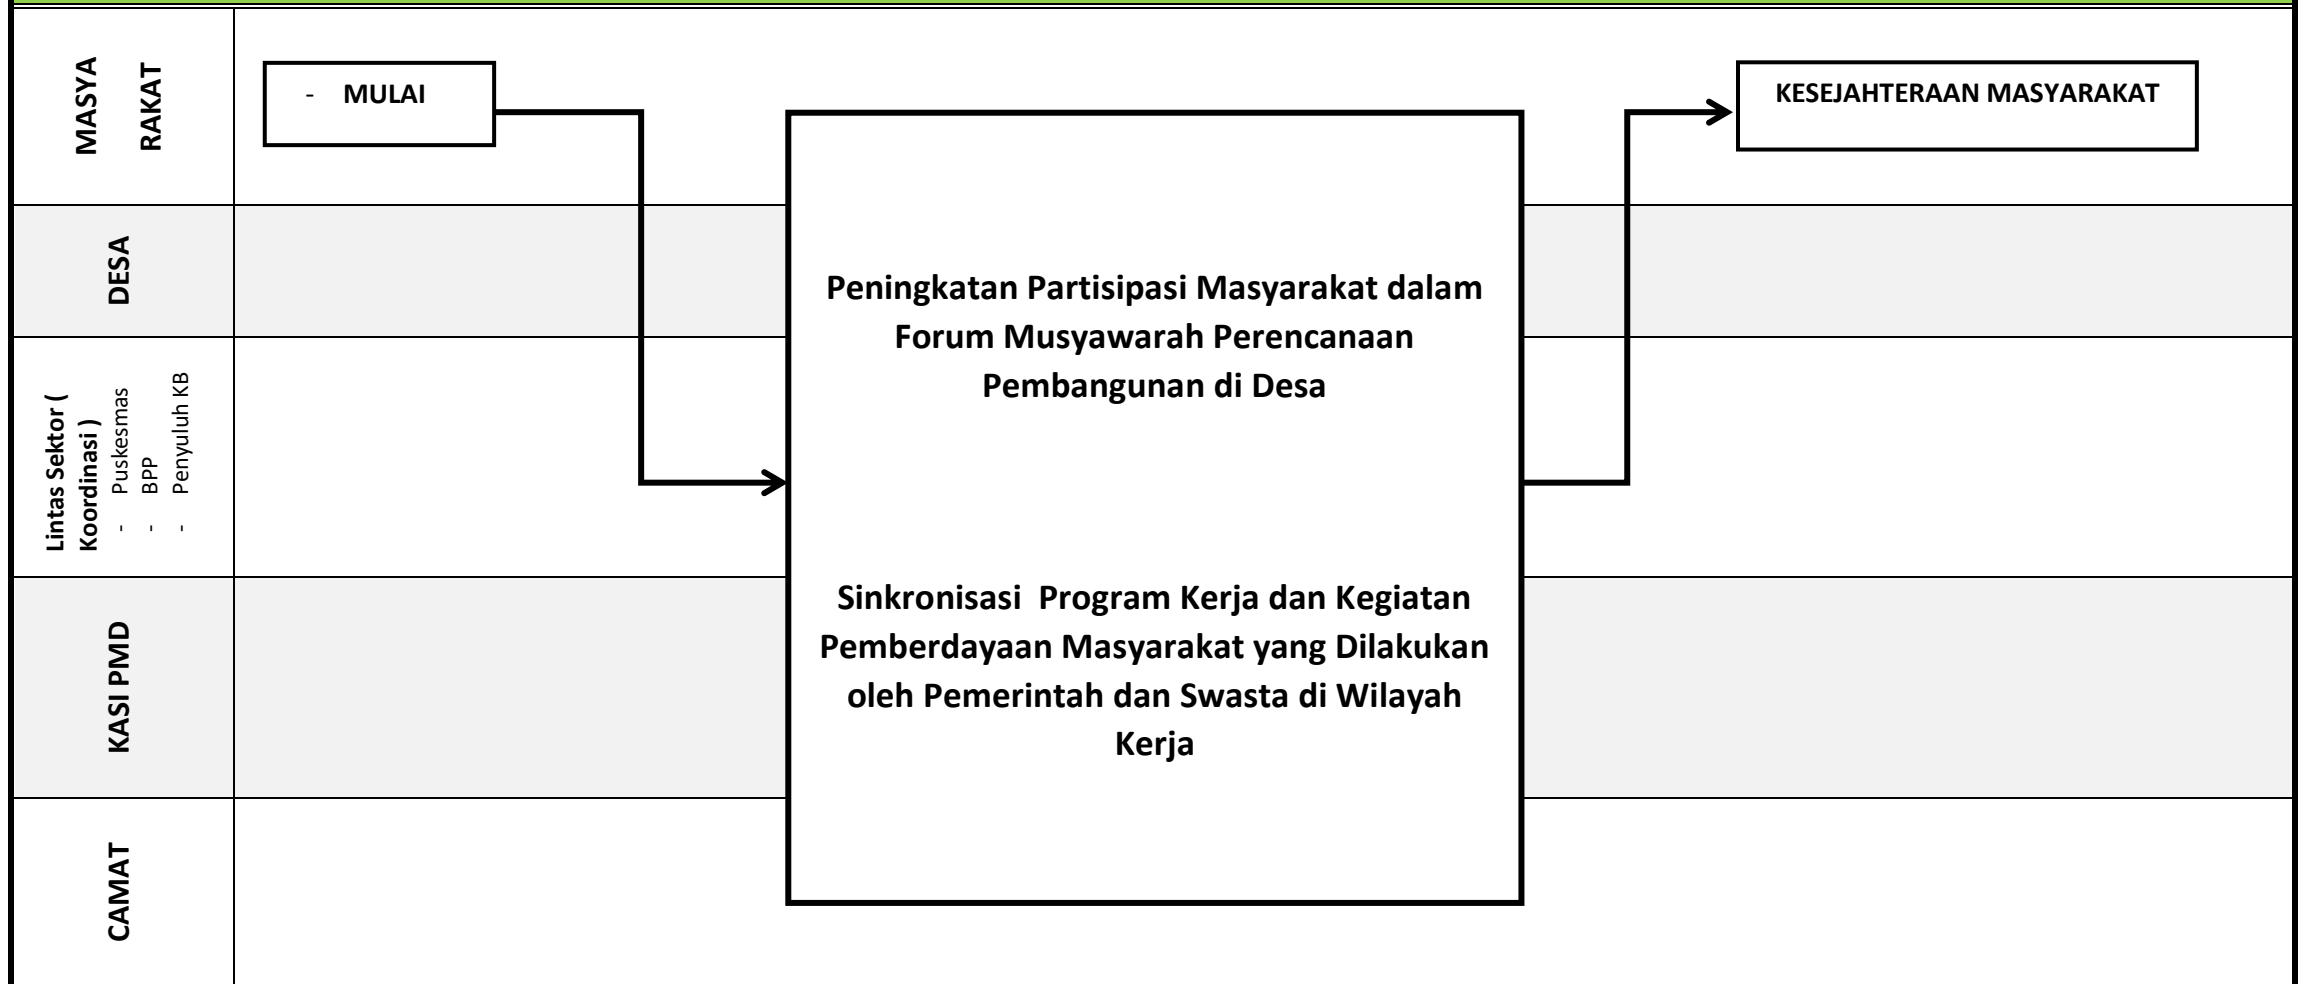 MASYA
RAKAT
- MULAI
KESEJAHTERAAN MASYARAKAT
DESA
Peningkatan Partisipasi Masyarakat dalam
Forum Musyawarah Perencanaan
Pembangunan di Desa
Lintas Sektor (
Koordinasi )
- Puskesmas
- BPP
- Penyuluh KB
Sinkronisasi  Program Kerja dan Kegiatan
Pemberdayaan Masyarakat yang Dilakukan
oleh Pemerintah dan Swasta di Wilayah
Kerja
KASI PMD
CAMAT